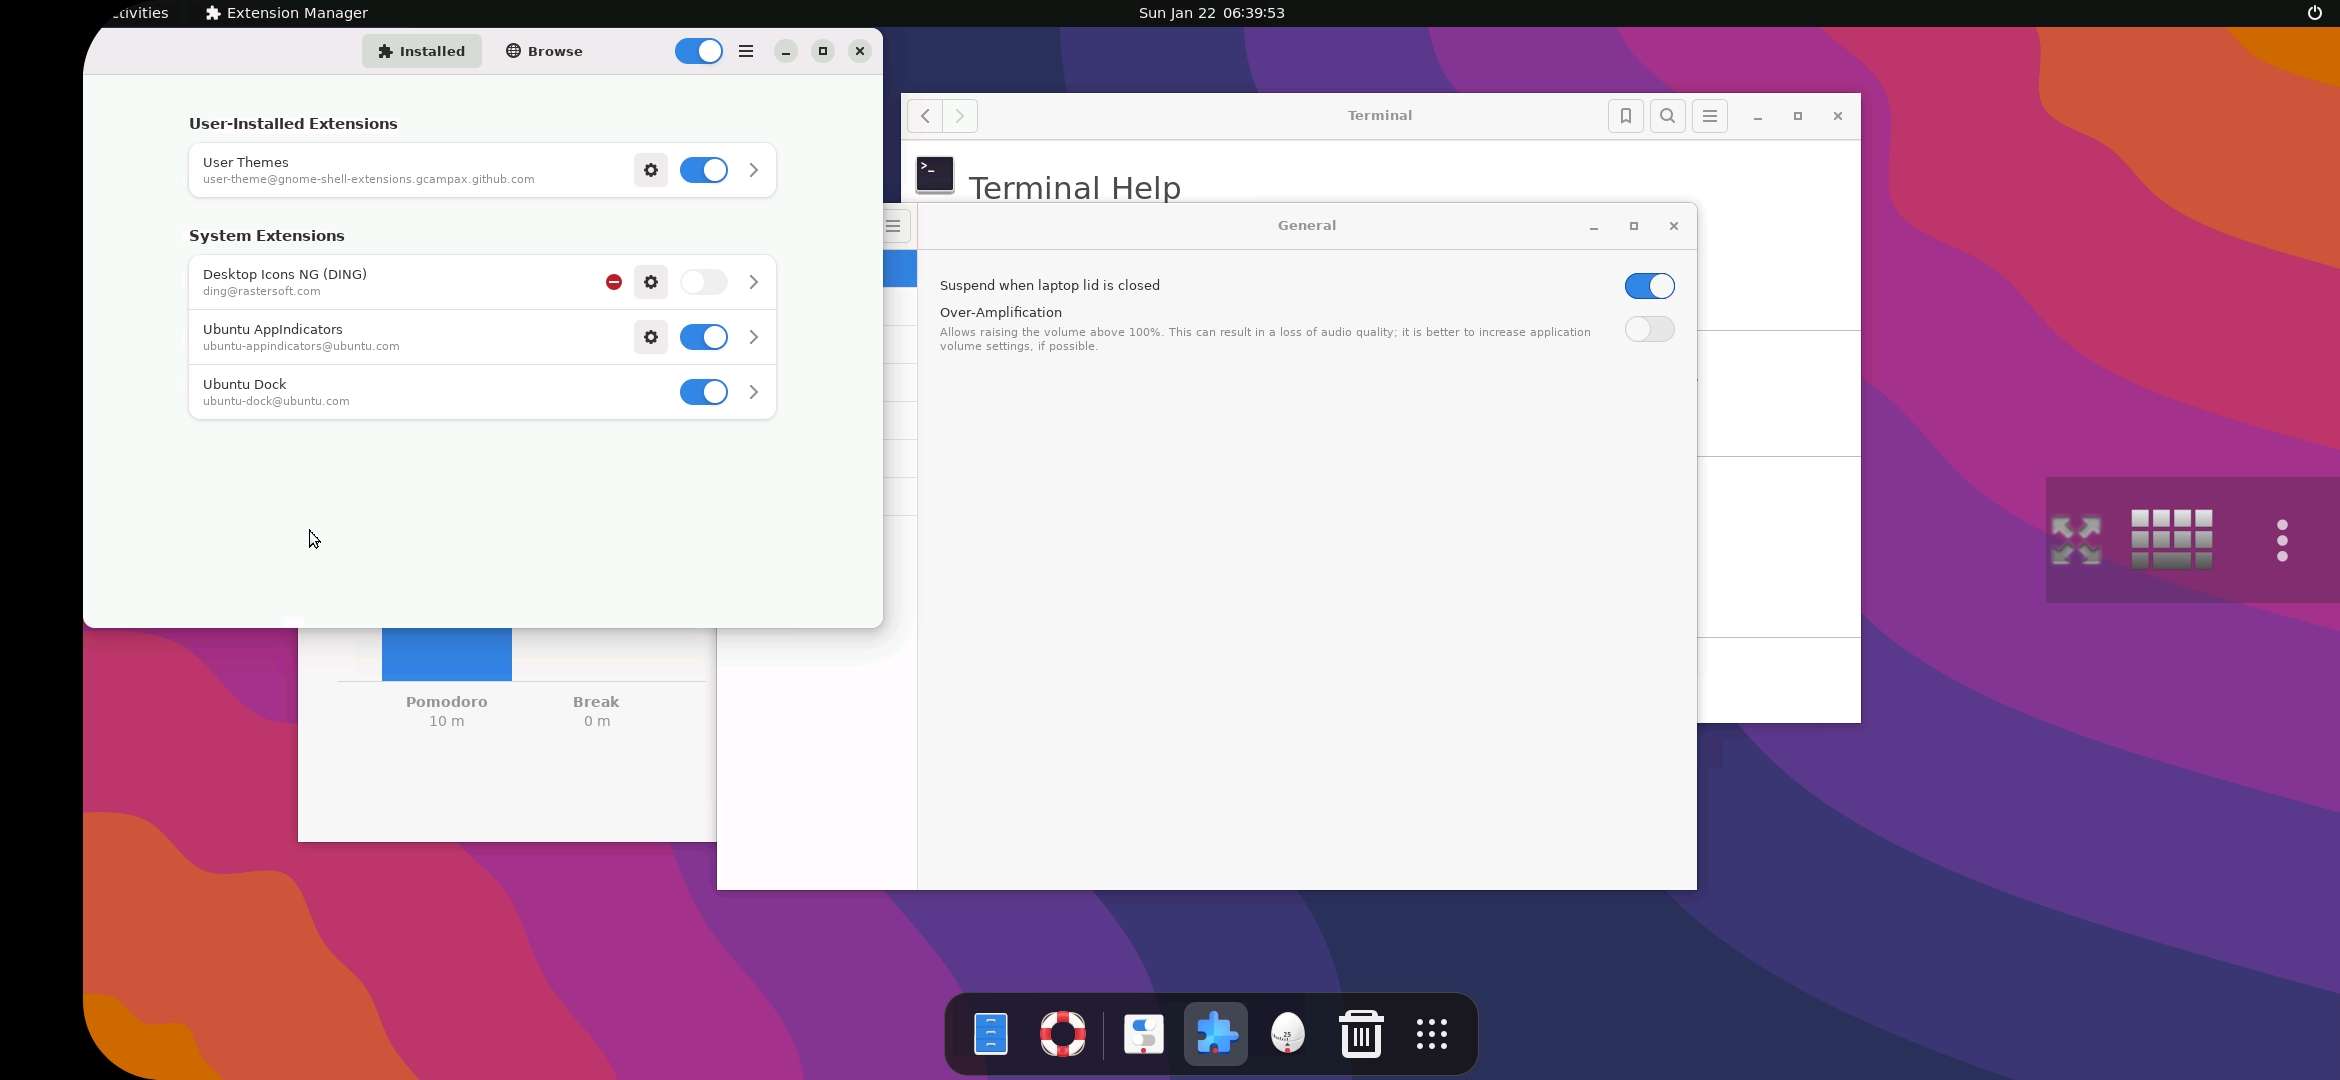 ctivities
Extension Manager
Sun Jan 22 06:39:53
Installed
Browse
User-Installed Extensions
User Themes
user-theme@gnome-shell-extensions.gcampax.github.com
System Extensions
Desktop Icons NG (DING)
ding@rastersoft.com
Ubuntu AppIndicators
ubuntu-appindicators@ubuntu.com
Ubuntu Dock
ubuntu-dock@ubuntu.com
Terminal
>_
Terminal Help
General
Suspend when laptop lid is closed
Over-Amplification
Allows raising the volume above 100%. This can result in a loss of audio quality; it is better to increase application
volume settings, if possible.
Pomodoro
10 m
Break
0 m
25